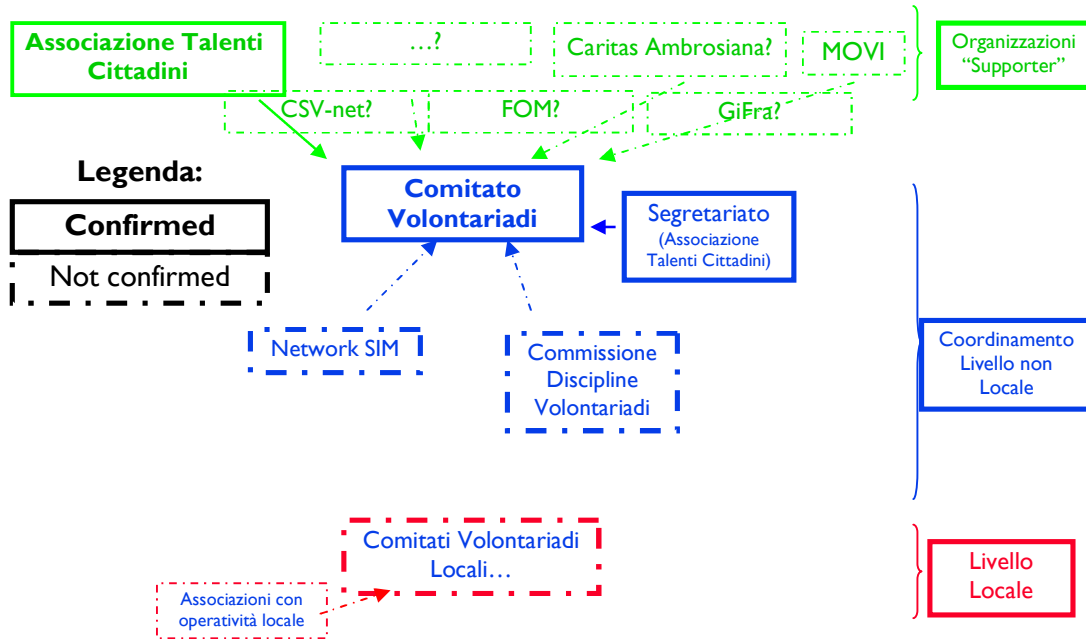 Associazione Talenti
Cittadini
…?
Caritas Ambrosiana?
MOVI
Organizzazioni
“Supporter”
CSV-net?
FOM?
GiFra?
Legenda:
Confirmed
Not confirmed
Comitato
Volontariadi
Segretariato
(Associazione
Talenti Cittadini)
Network SIM
Commissione
Discipline
Volontariadi
Coordinamento
Livello non
Locale
Comitati Volontariadi
Locali…
Associazioni con
operatività locale
Livello
Locale